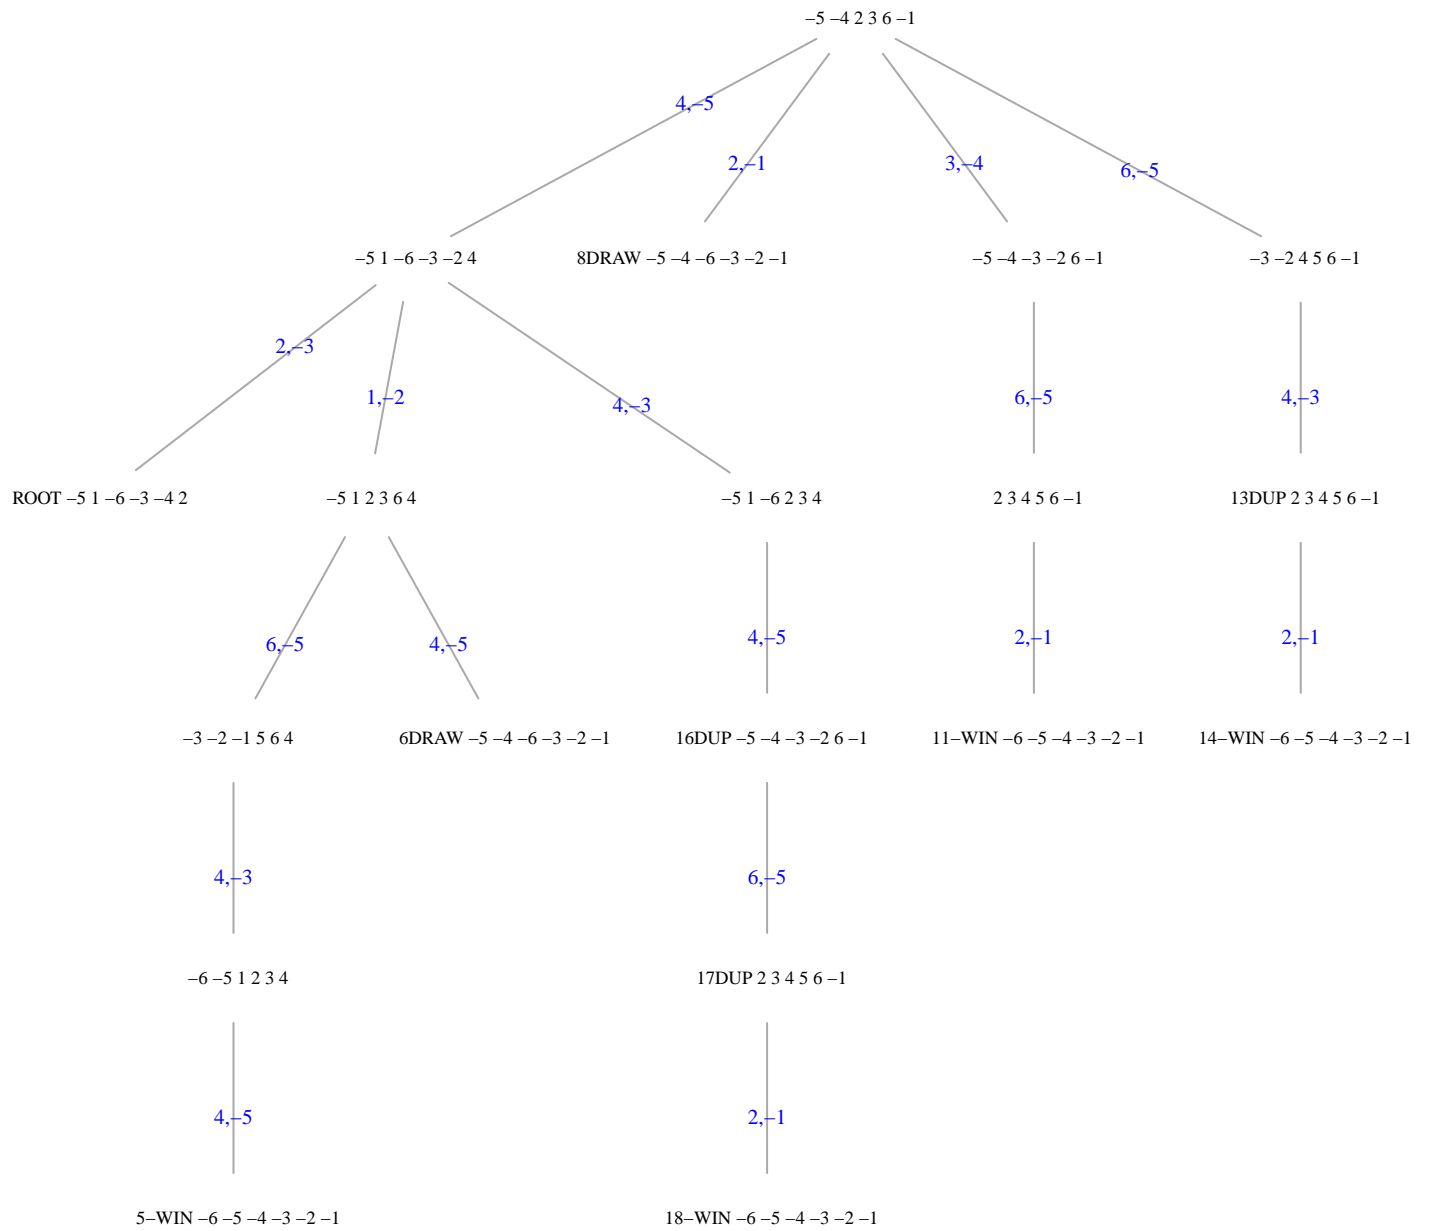 −5 −4 2 3 6 −1
4,−5
2,−1
3,−4
6,−5
−5 1 −6 −3 −2 4
8DRAW −5 −4 −6 −3 −2 −1
−5 −4 −3 −2 6 −1
−3 −2 4 5 6 −1
2,−3
1,−2
4,−3
6,−5
4,−3
ROOT −5 1 −6 −3 −4 2
−5 1 2 3 6 4
−5 1 −6 2 3 4
2 3 4 5 6 −1
13DUP 2 3 4 5 6 −1
6,−5
4,−5
4,−5
2,−1
2,−1
−3 −2 −1 5 6 4
6DRAW −5 −4 −6 −3 −2 −1
16DUP −5 −4 −3 −2 6 −1
11−WIN −6 −5 −4 −3 −2 −1
14−WIN −6 −5 −4 −3 −2 −1
4,−3
6,−5
−6 −5 1 2 3 4
17DUP 2 3 4 5 6 −1
4,−5
2,−1
5−WIN −6 −5 −4 −3 −2 −1
18−WIN −6 −5 −4 −3 −2 −1